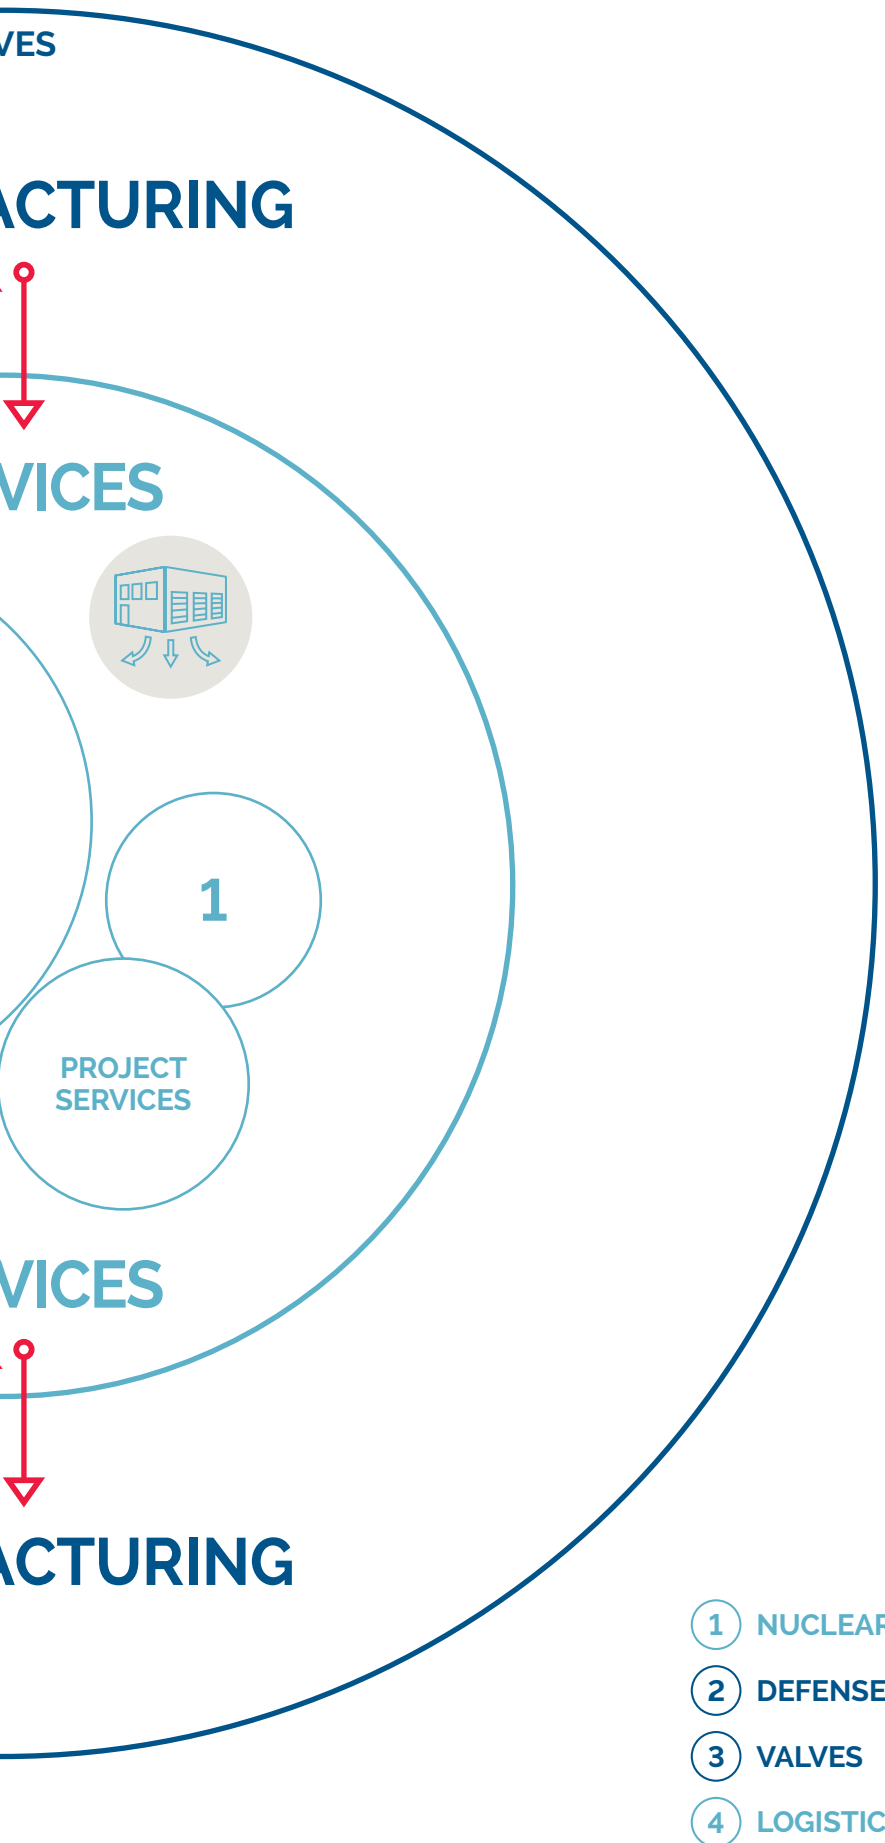 VES
ACTURING
VICES
1
PROJECT
SERVICES
VICES
ACTURING
1 NUCLEAR
2 DEFENSE
3 VALVES
4 LOGISTIC